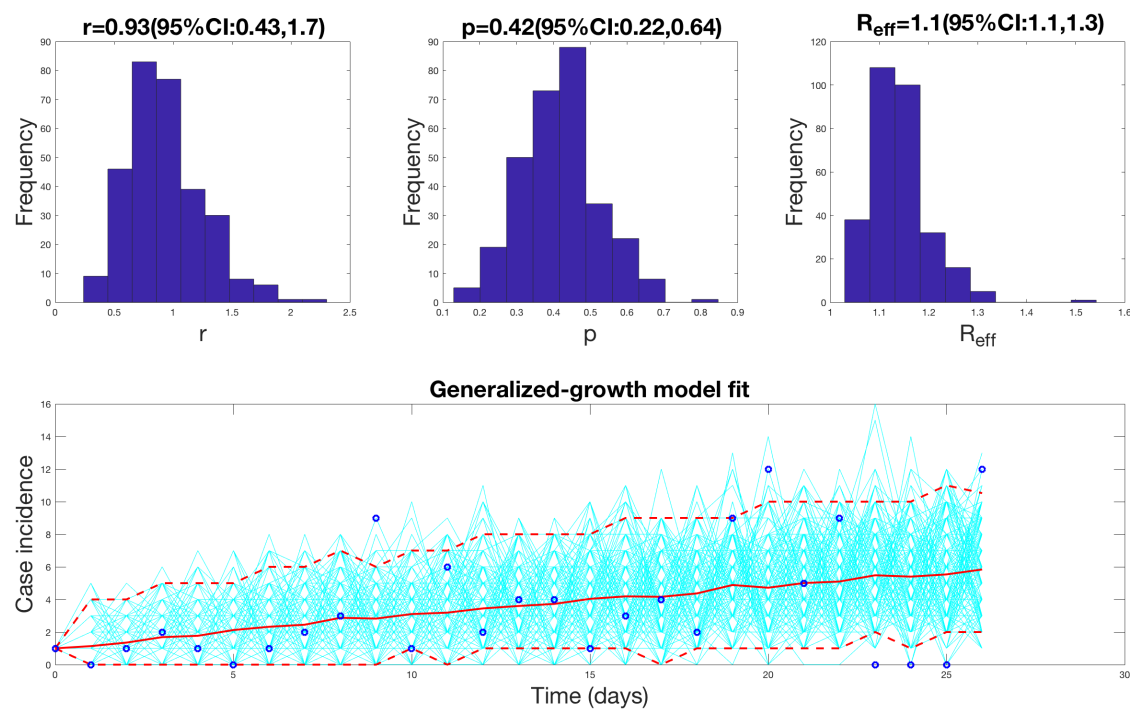 r=0.93(95%CI:0.43,1.7)
90
80
70
60
50
40
30
20
10
0
Frequency
0 0.5 1 1.5 2 2.5
r
p=0.42(95%CI:0.22,0.64)
90
80
70
60
50
40
30
20
10
0
Frequency
0.1 0.2 0.3 0.4 0.5 0.6 0.7 0.8 0.9
p
Reff=1.1(95%CI:1.1,1.3)
120
100
80
60
40
20
0
Frequency
1 1.1 1.2 1.3 1.4 1.5 1.6
Reff
Generalized-growth model fit
16
14
12
10
8
6
4
2
0
Case incidence
0 5 10 15 20 25 30
Time (days)